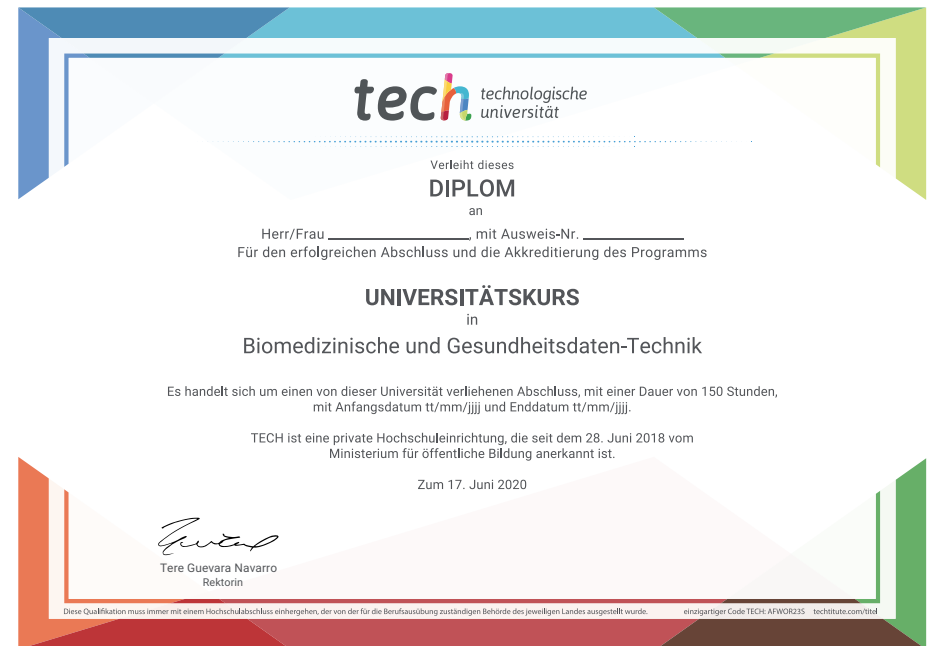 tech technologische
universität
Verleiht dieses
DIPLOM
an
Herr/Frau ____________, mit Ausweis-Nr. ____________
Für den erfolgreichen Abschluss und die Akkreditierung des Programms
UNIVERSITÄTSKURS
in
Biomedizinische und Gesundheitsdaten-Technik
Es handelt sich um einen von dieser Universität verliehenen Abschluss, mit einer Dauer von 150 Stunden,
mit Anfangsdatum tt/mm/jjjj und Enddatum tt/mm/jjjj.
TECH ist eine private Hochschuleinrichtung, die seit dem 28. Juni 2018 vom
Ministerium für öffentliche Bildung anerkannt ist.
Zum 17. Juni 2020
Tere Guevara Navarro
Rektorin
Diese Qualifikation muss immer mit einem Hochschulabschluss einhergehen, der von der für die Berufsausübung zuständigen Behörde des jeweiligen Landes ausgestellt wurde. einzigartiger Code TECH: AFWOR23S techtitute.com/titel